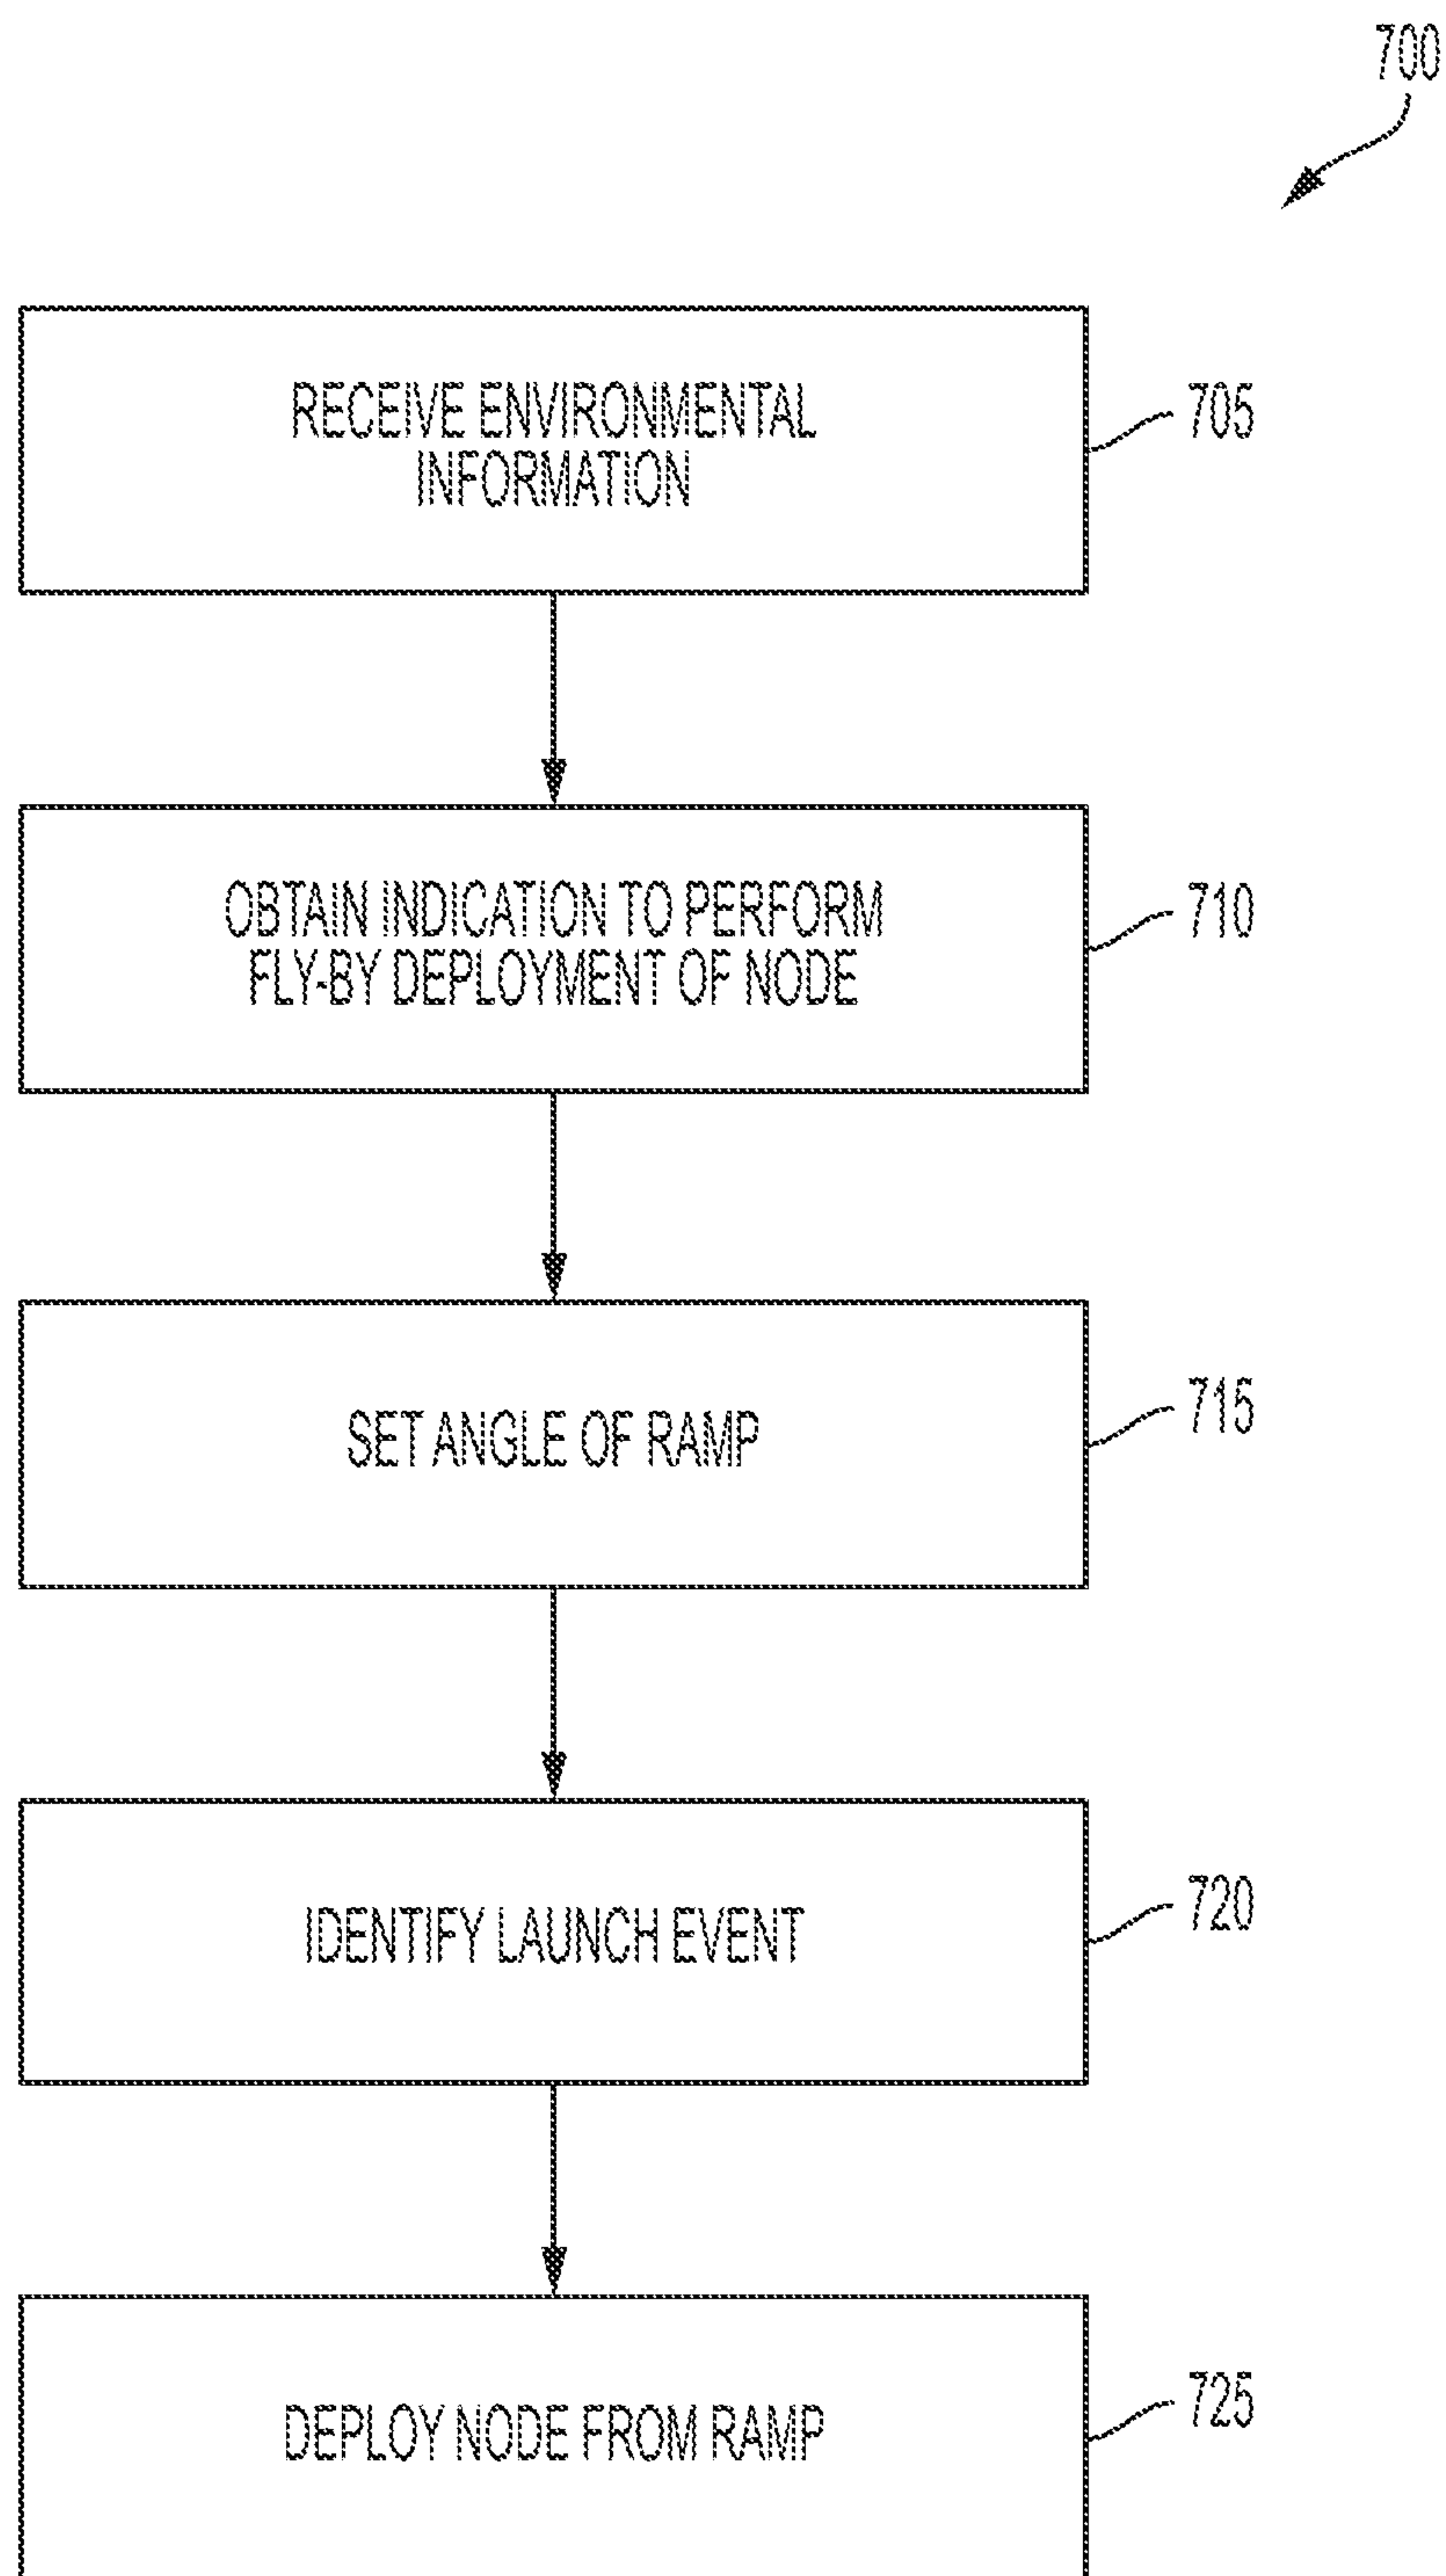 700
RECEIVE ENVIRONMENTAL
INFORMATION
705
OBTAIN INDICATION TO PERFORM
FLY-BY DEPLOYMENT OF NODE
710
SET ANGLE OF RAMP
715
IDENTIFY LAUNCH EVENT
720
DEPLOY NODE FROM RAMP
725